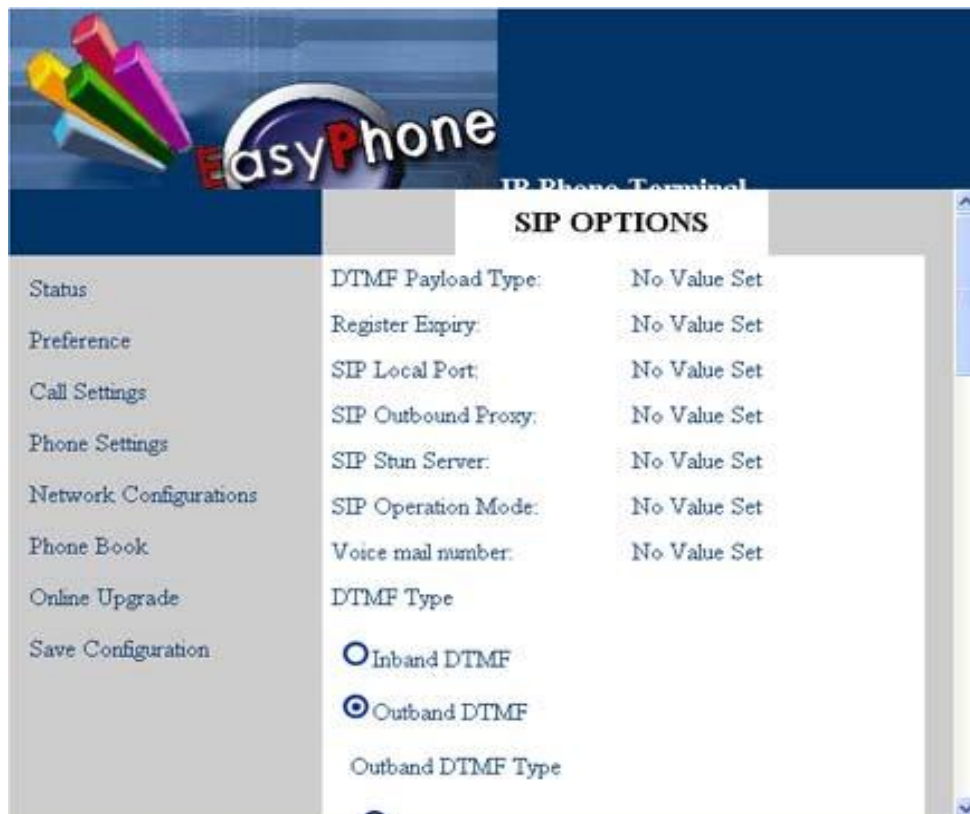 EasyPhone
IP Phone Terminal
SIP OPTIONS
Status
Preference
Call Settings
Phone Settings
Network Configurations
Phone Book
Online Upgrade
Save Configuration
DTMF Payload Type: No Value Set
Register Expiry: No Value Set
SIP Local Port: No Value Set
SIP Outbound Proxy: No Value Set
SIP Stun Server: No Value Set
SIP Operation Mode: No Value Set
Voice mail number: No Value Set
DTMF Type
Inband DTMF
Outband DTMF
Outband DTMF Type